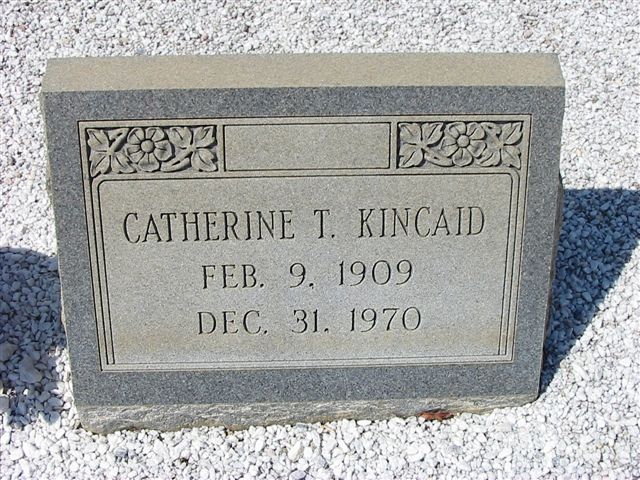 CATHERINE T. KINCAID
FEB. 9, 1909
DEC. 31, 1970